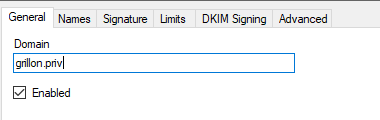 General Names Signature Limits DKIM Signing Advanced
Domain
grillon.priv
Enabled